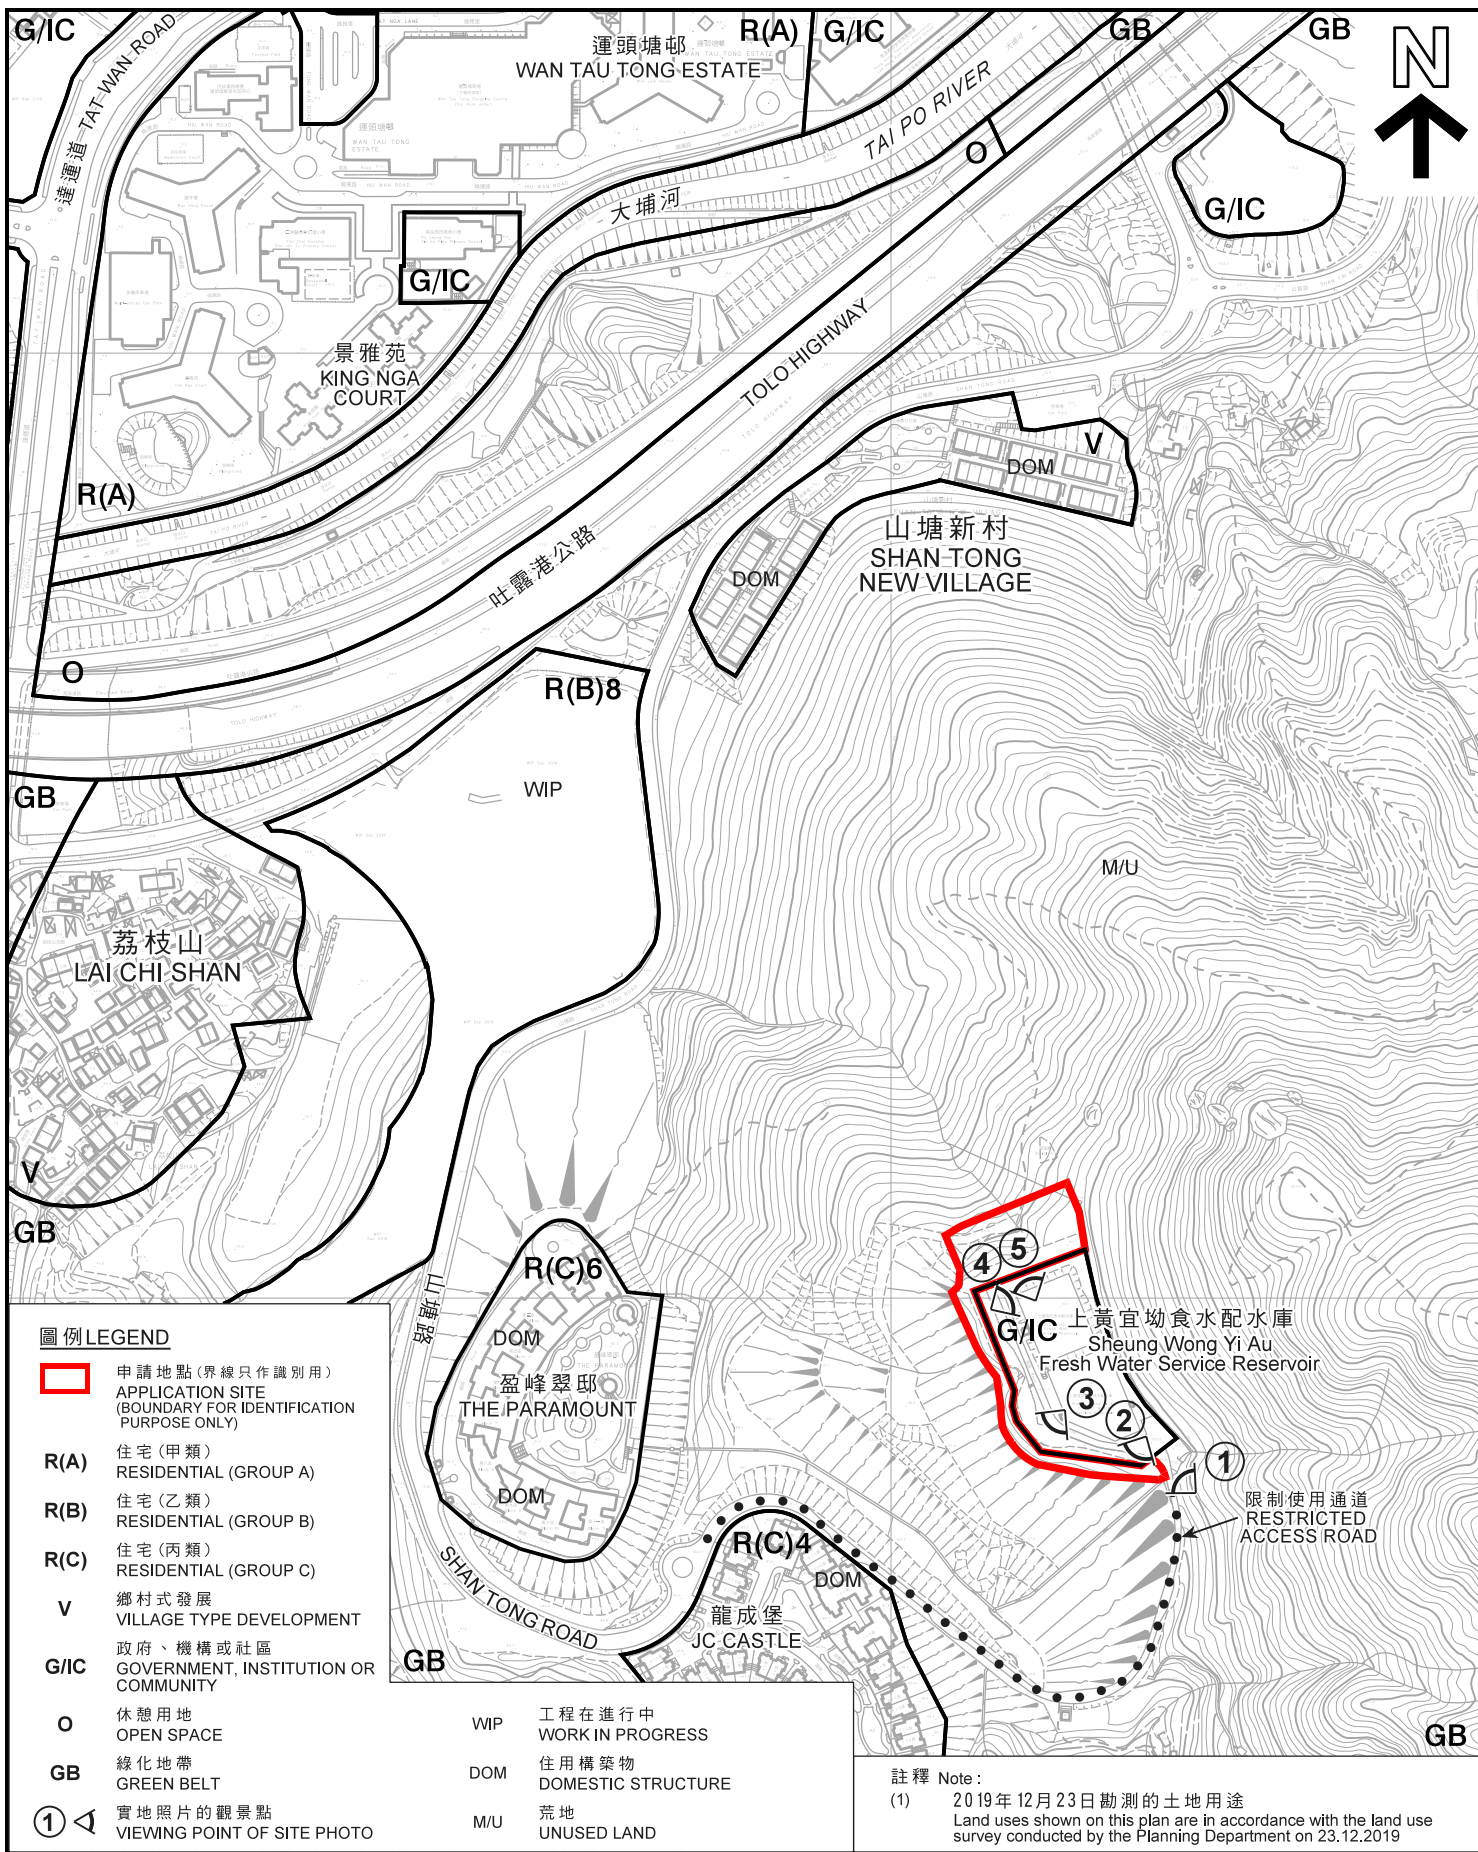 G/IC
達運道 TAT WAN ROAD
運頭塘邨
WAN TAU TONG ESTATE
R(A)
G/IC
GB
GB
N
大埔河
TAI PO RIVER
O
G/IC
G/IC
景雅苑
KING NGA
COURT
TOLO HIGHWAY
吐露港公路
R(A)
V
DOM
山塘新村
SHAN TONG
NEW VILLAGE
DOM
O
R(B)8
WIP
GB
M/U
荔枝山
LAI CHI SHAN
V
GB
R(C)6
DOM
盈峰翠邸
THE PARAMOUNT
DOM
山塘路
SHAN TONG ROAD
4
5
G/IC
上黃宜坳食水配水庫
Sheung Wong Yi Au
Fresh Water Service Reservoir
3
2
1
限制使用通道
RESTRICTED
ACCESS ROAD
R(C)4
DOM
龍成堡
JC CASTLE
GB
GB
圖例 LEGEND
申請地點 (界線只作識別用)
APPLICATION SITE
(BOUNDARY FOR IDENTIFICATION
PURPOSE ONLY)
R(A) 住宅 (甲類)
RESIDENTIAL (GROUP A)
R(B) 住宅 (乙類)
RESIDENTIAL (GROUP B)
R(C) 住宅 (丙類)
RESIDENTIAL (GROUP C)
V 鄉村式發展
VILLAGE TYPE DEVELOPMENT
G/IC 政府、機構或社區
GOVERNMENT, INSTITUTION OR
COMMUNITY
O 休憩用地
OPEN SPACE
GB 綠化地帶
GREEN BELT
1 實地照片的觀景點
VIEWING POINT OF SITE PHOTO
WIP 工程在進行中
WORK IN PROGRESS
DOM 住用構築物
DOMESTIC STRUCTURE
M/U 荒地
UNUSED LAND
註釋 Note :
(1) 2019年12月23日勘測的土地用途
Land uses shown on this plan are in accordance with the land use
survey conducted by the Planning Department on 23.12.2019